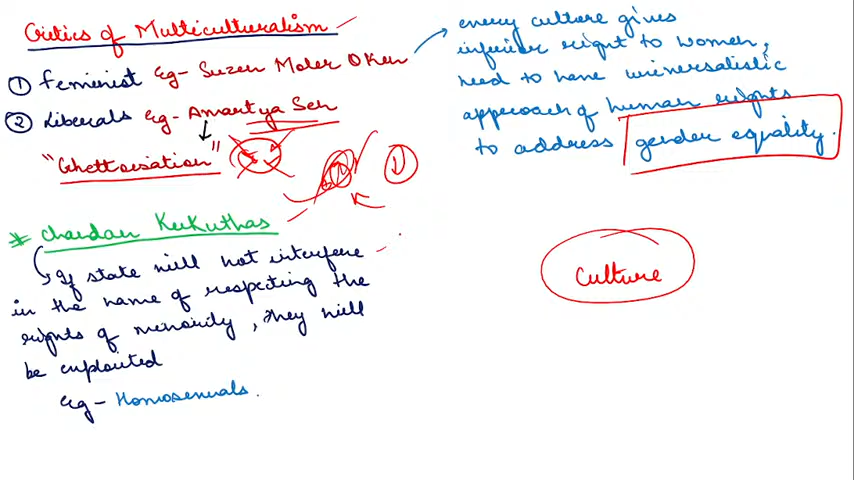 Critics of Multiculturalism
① Feminist eg- Suzen Moler Oken
② Liberals eg- Amartya Sen
"Ghettoisation"
every culture gives
inferior right to women,
need to have universalistic
approach of human rights
to address gender equality.
* Chandan Kukuthas
If state will not interfere
in the name of respecting the
rights of minority, they will
be exploited
eg- Homosexuals.
Culture